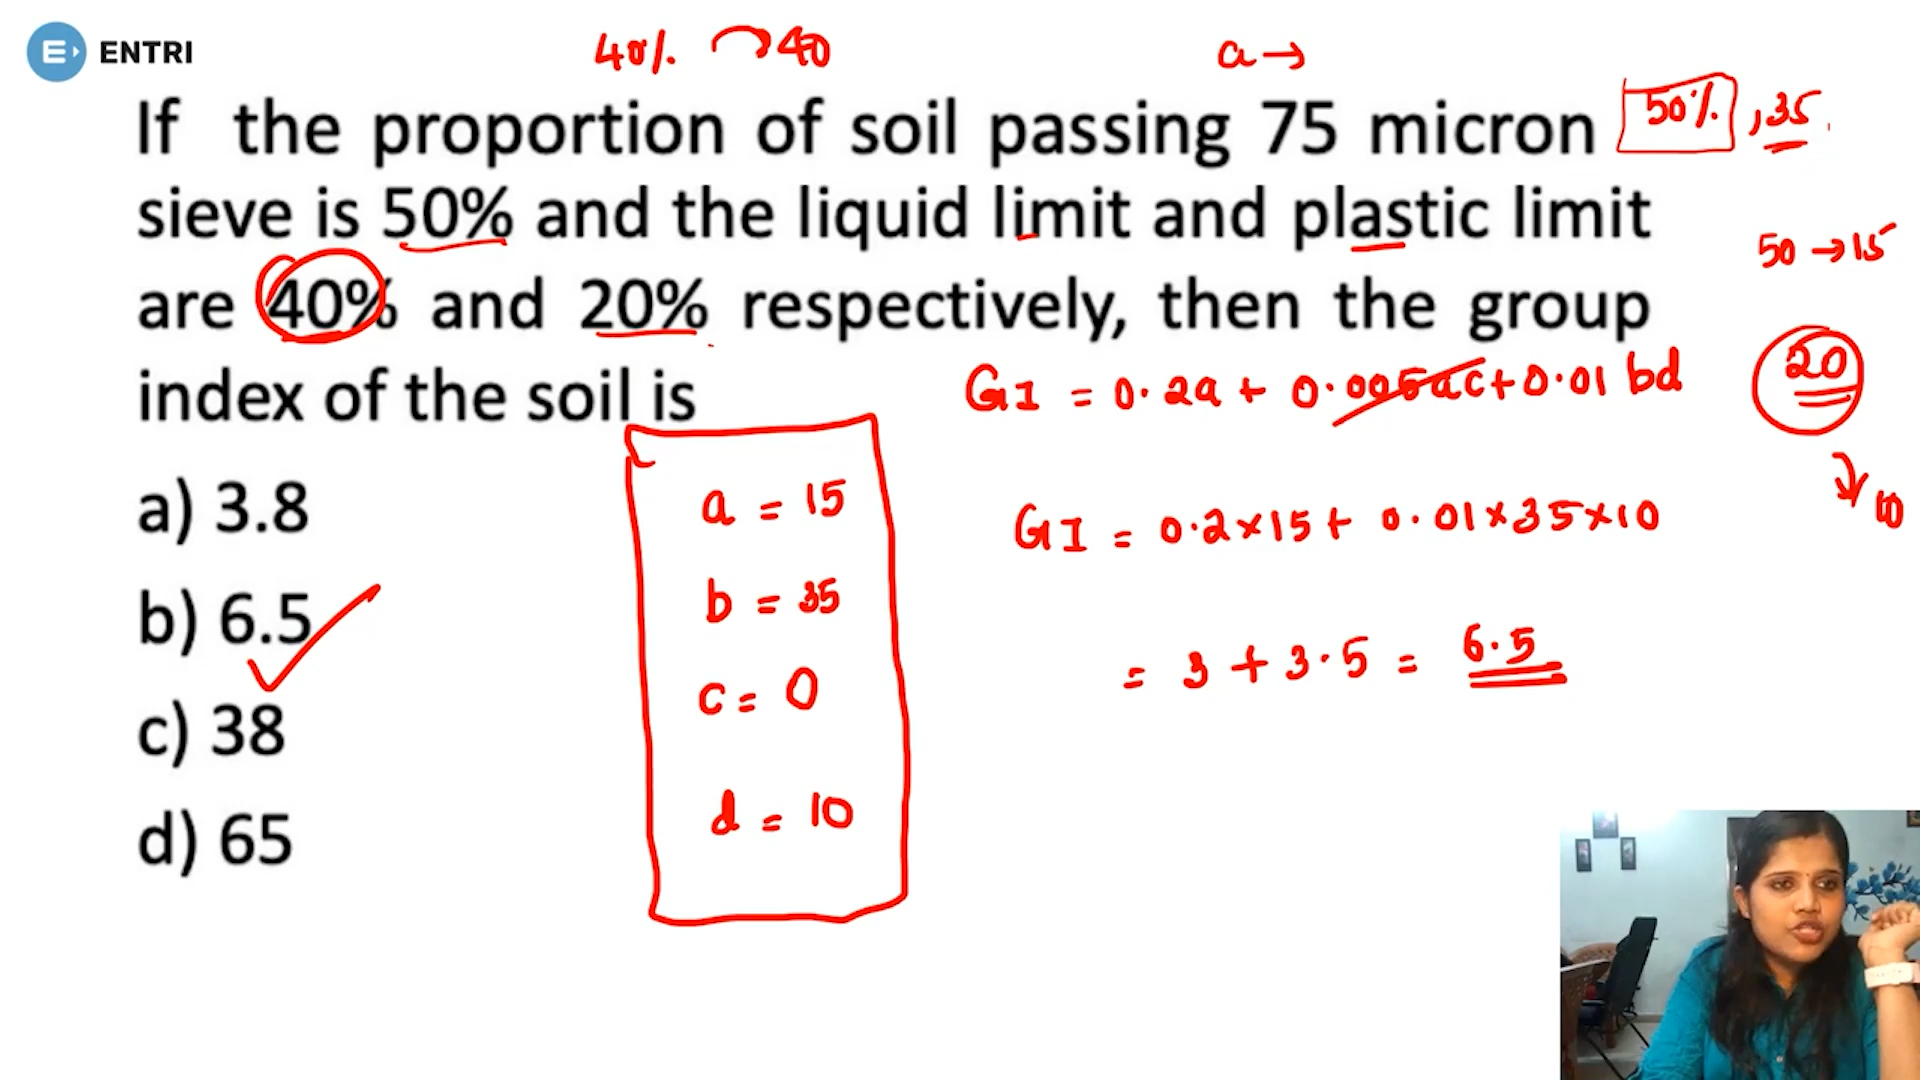 ENTRI
40% 40
a →
If the proportion of soil passing 75 micron
50% , 35
sieve is 50% and the liquid limit and plastic limit
50 → 15
are 40% and 20% respectively, then the group
20
index of the soil is
GI = 0.2a + 0.005ac + 0.01 bd
10
a) 3.8
a = 15
GI = 0.2×15 + 0.01×35×10
b) 6.5
b = 35
= 3 + 3.5 = 6.5
c) 38
c = 0
d) 65
d = 10